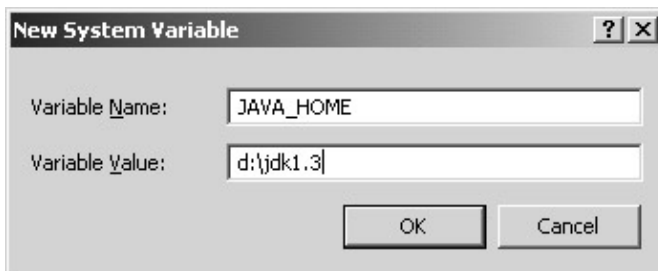 New System Variable
Variable Name: JAVA_HOME
Variable Value: d:\jdk1.3
OK Cancel